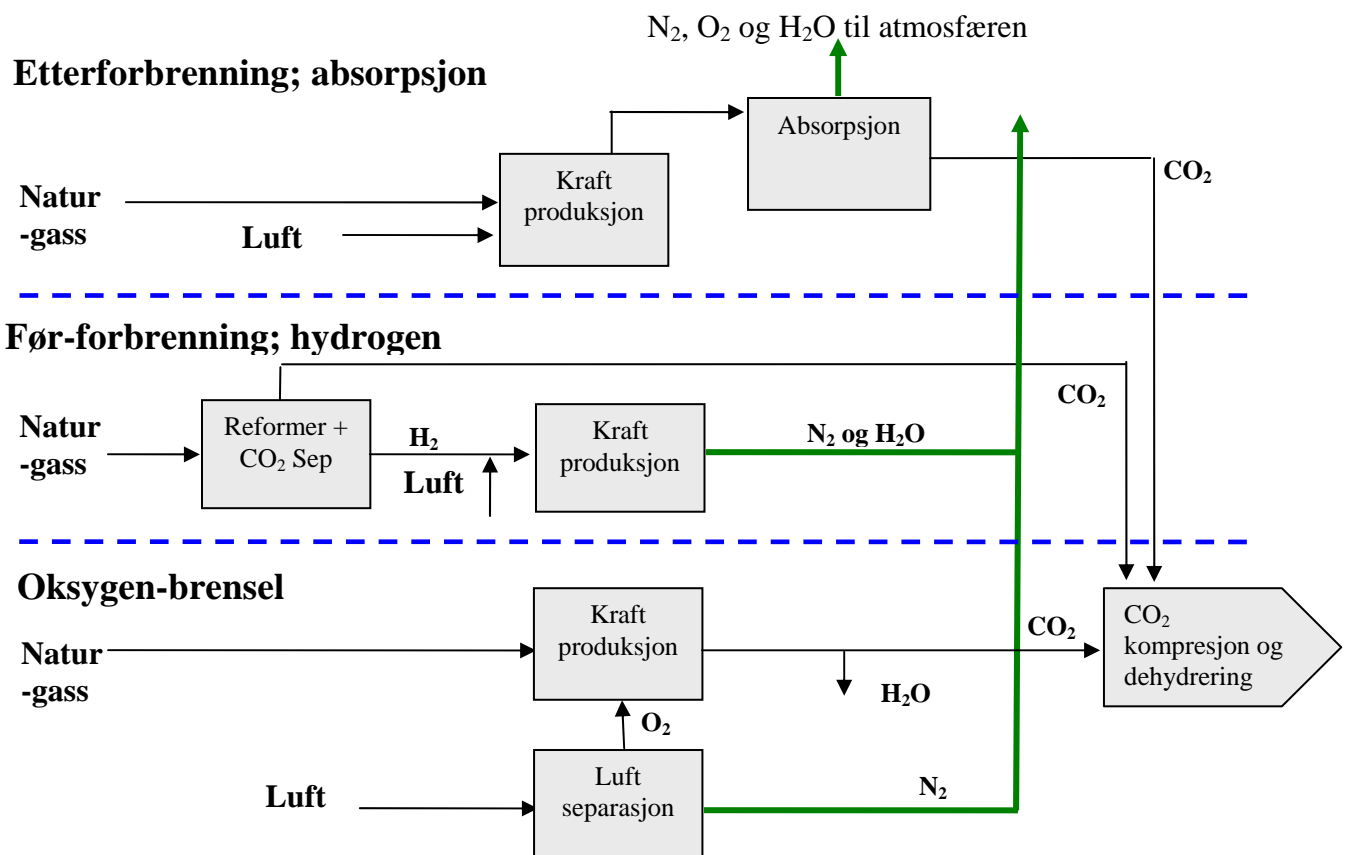 N₂, O₂ og H₂O til atmosfæren
Etterforbrenning; absorpsjon
Absorpsjon
Kraft
produksjon
CO₂
Natur
-gass
Luft
Før-forbrenning; hydrogen
CO₂
Natur
-gass
Reformer +
CO₂ Sep
H₂
Luft
Kraft
produksjon
N₂ og H₂O
Oksygen-brensel
Kraft
produksjon
CO₂
CO₂
kompresjon og
dehydrering
Natur
-gass
H₂O
O₂
Luft
Luft
separasjon
N₂